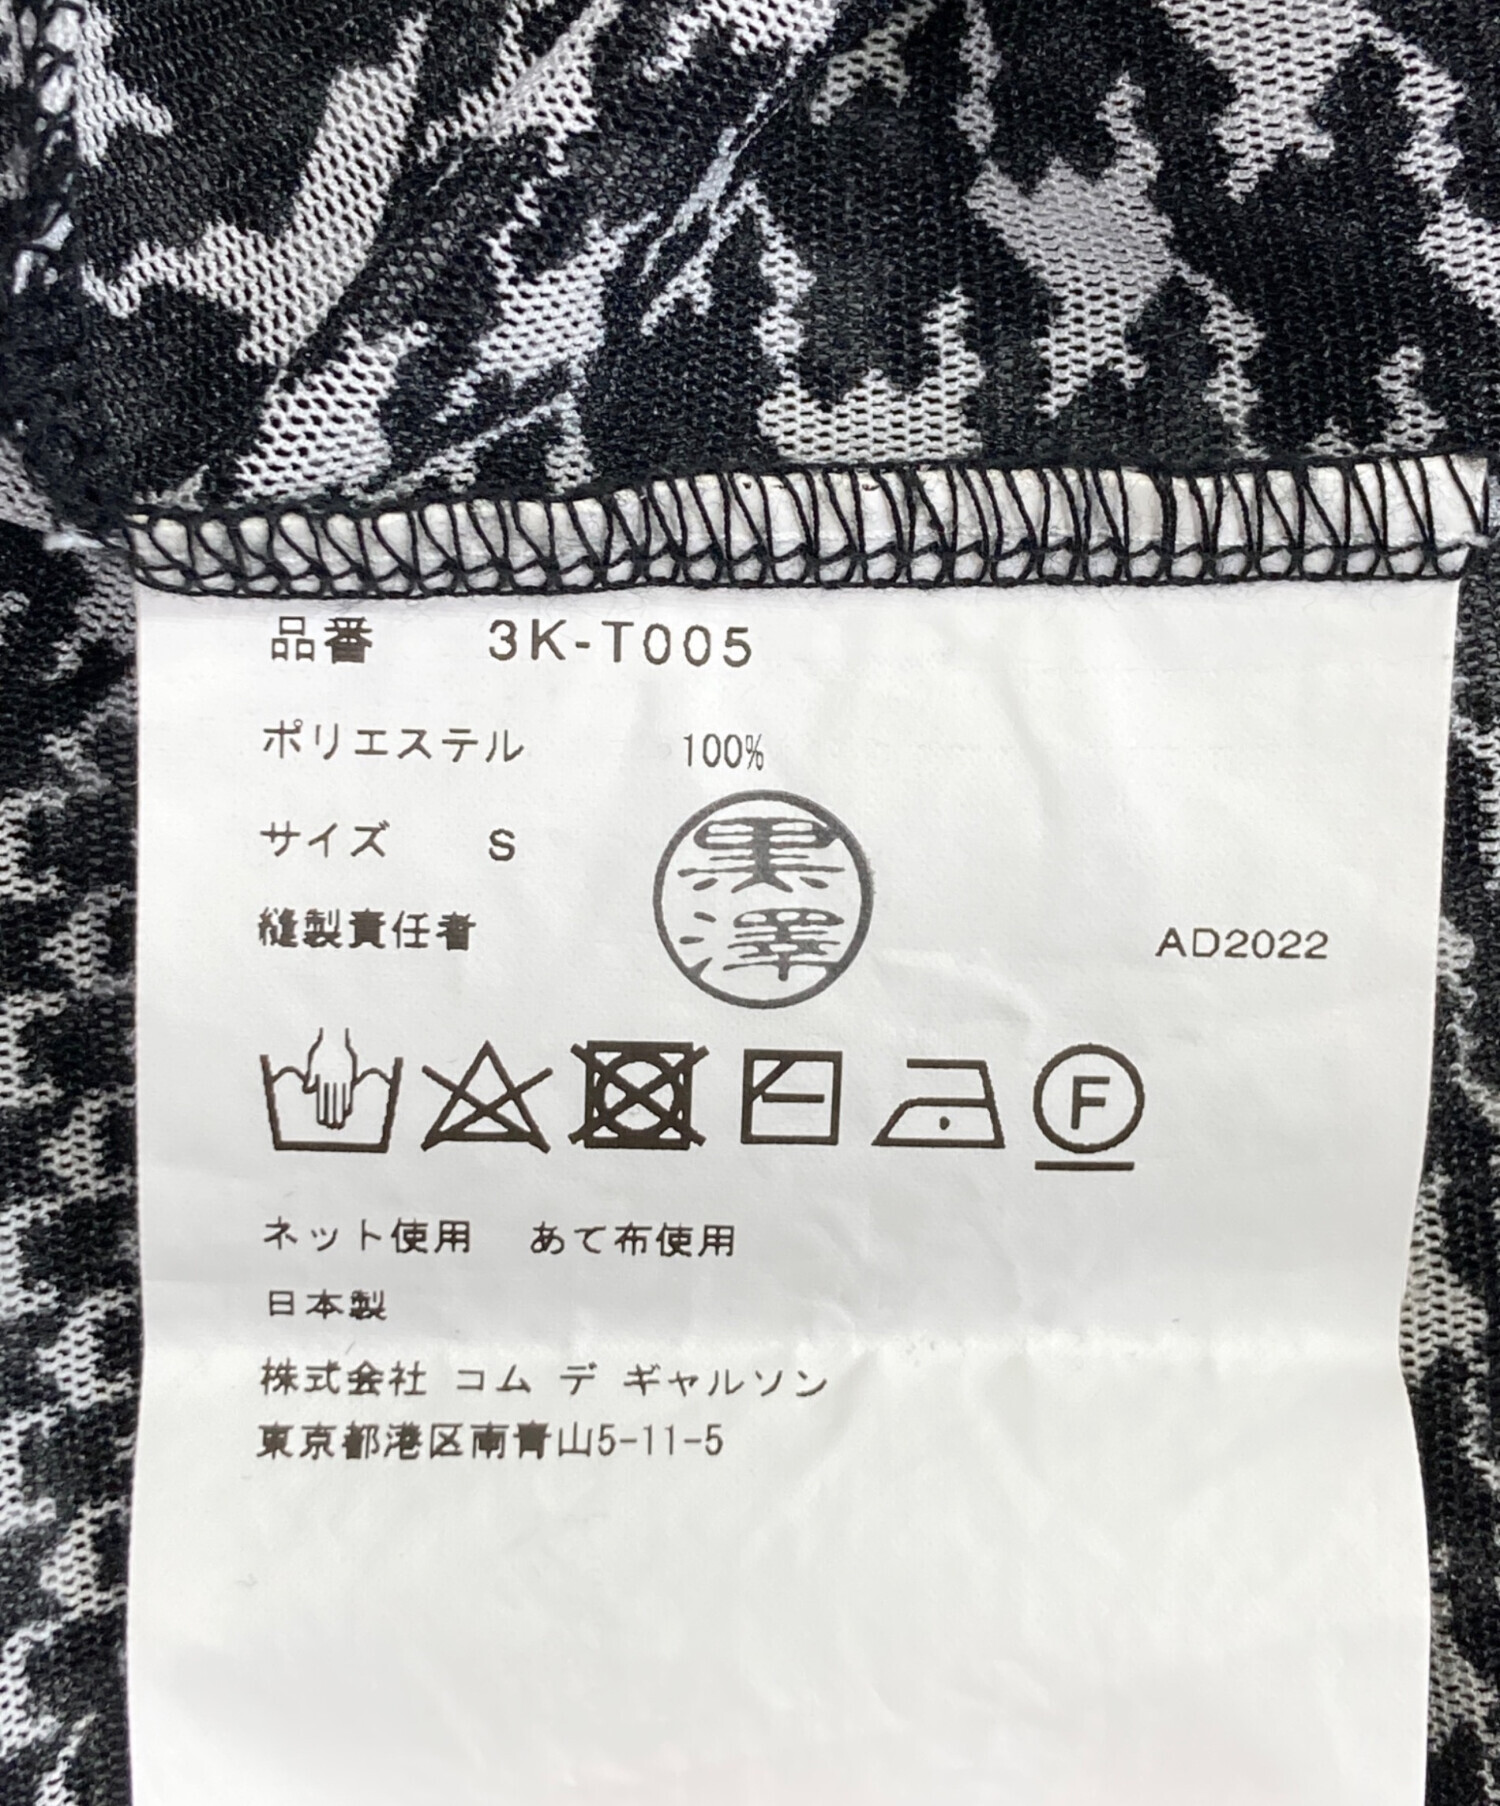 品番 3K-T005
ポリエステル 100%
サイズ S
黒澤
縫製責任者 AD2022
F
ネット使用 あて布使用
日本製
株式会社 コム デ ギャルソン
東京都港区南青山5-11-5